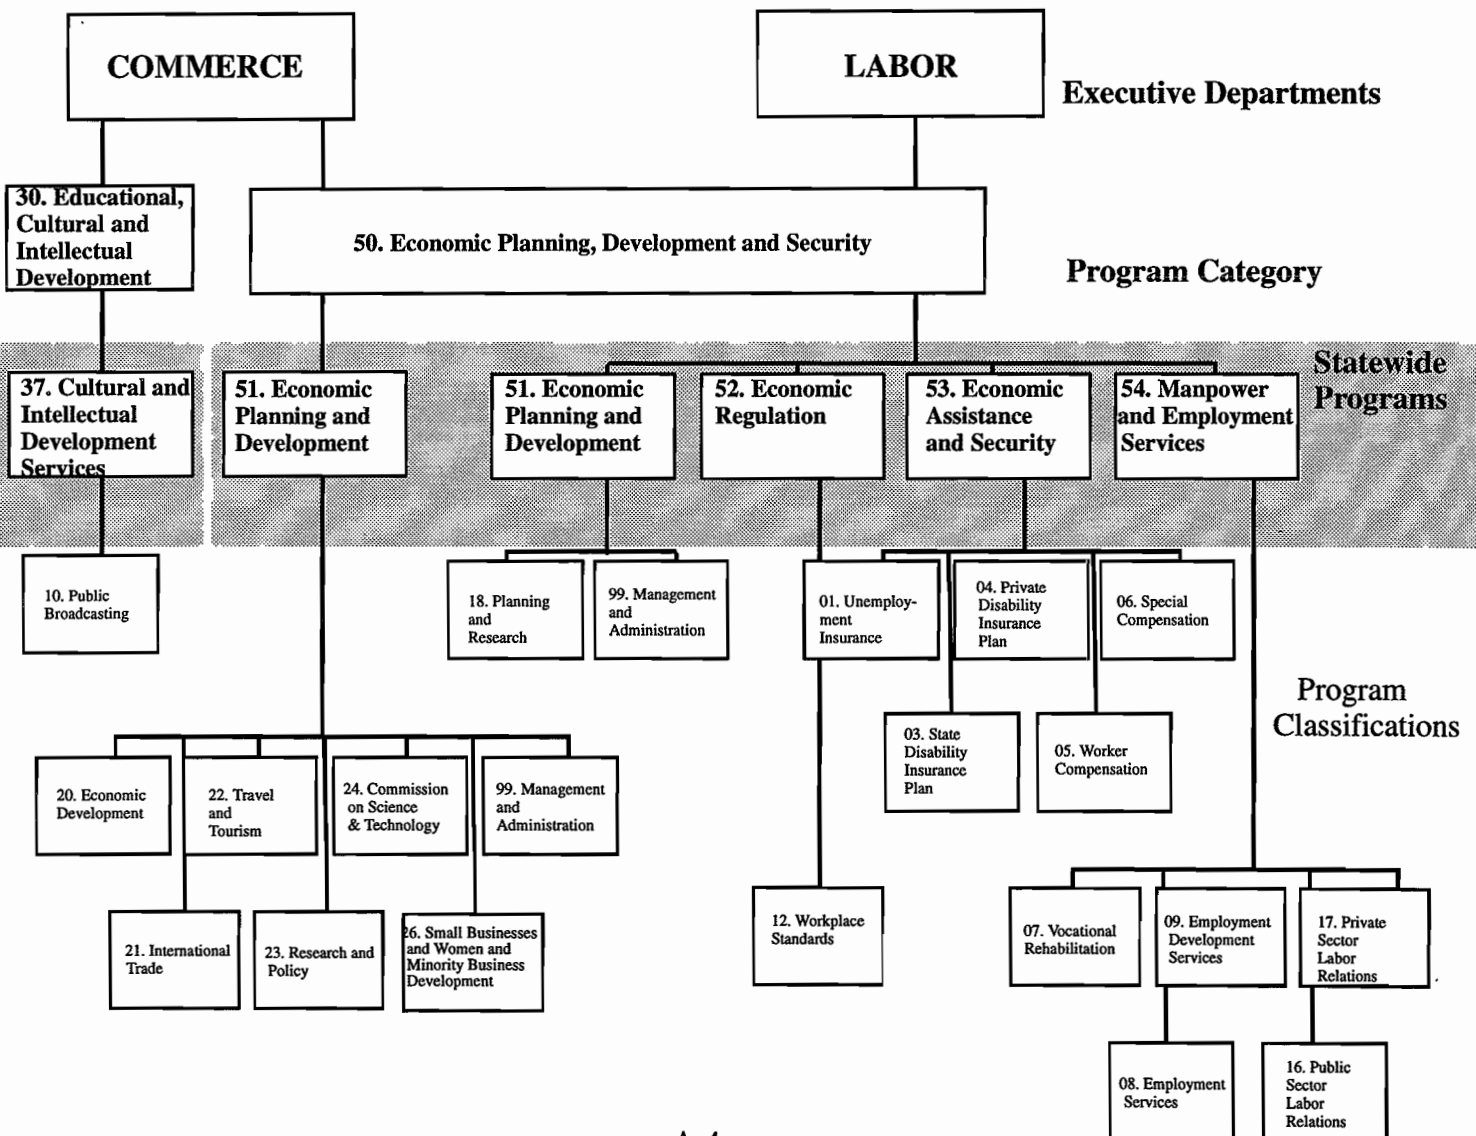 COMMERCE
LABOR
Executive Departments
30. Educational,
Cultural and
Intellectual
Development
50. Economic Planning, Development and Security
Program Category
Statewide
Programs
37. Cultural and
Intellectual
Development
Services
51. Economic
Planning and
Development
51. Economic
Planning and
Development
52. Economic
Regulation
53. Economic
Assistance
and Security
54. Manpower
and Employment
Services
10. Public
Broadcasting
18. Planning
and
Research
99. Management
and
Administration
01. Unemploy-
ment
Insurance
04. Private
Disability
Insurance
Plan
06. Special
Compensation
Program
Classifications
03. State
Disability
Insurance
Plan
05. Worker
Compensation
20. Economic
Development
22. Travel
and
Tourism
24. Commission
on Science
& Technology
99. Management
and
Administration
21. International
Trade
23. Research and
Policy
26. Small Businesses
and Women and
Minority Business
Development
12. Workplace
Standards
07. Vocational
Rehabilitation
09. Employment
Development
Services
17. Private
Sector
Labor
Relations
08. Employment
Services
16. Public
Sector
Labor
Relations